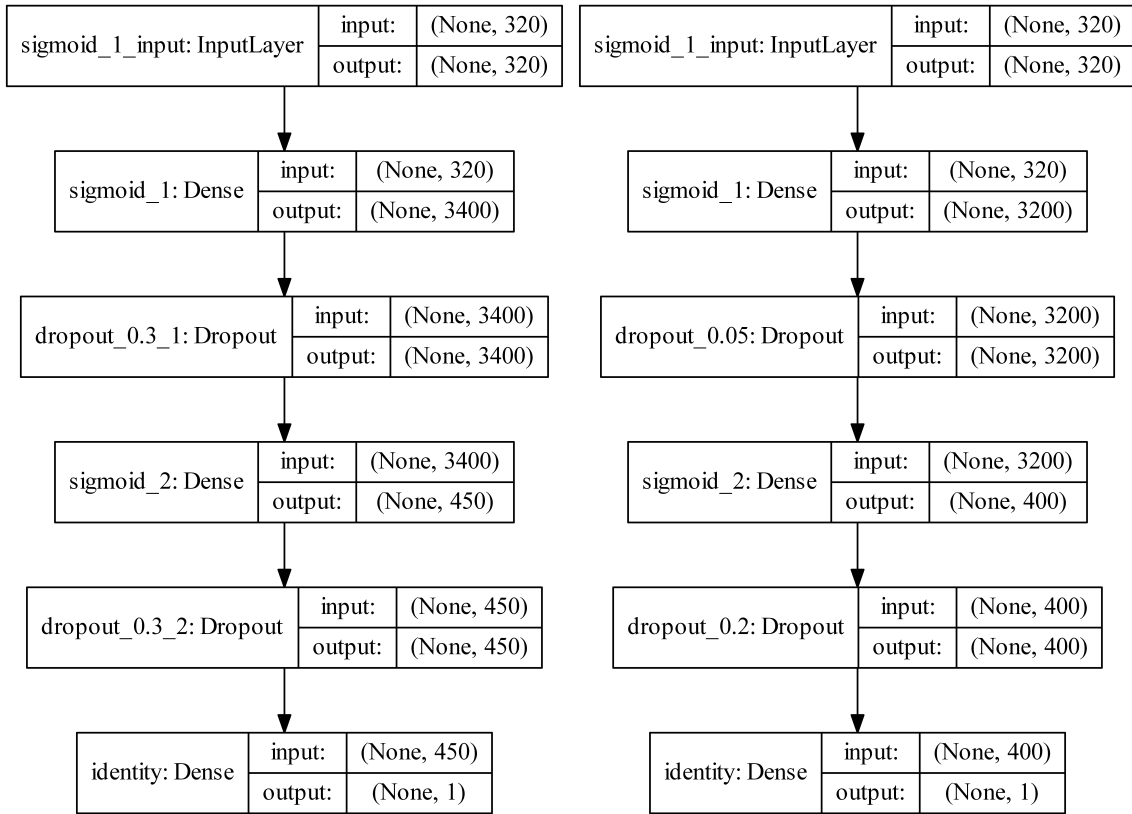 sigmoid_1_input: InputLayer
input: (None, 320)
output: (None, 320)
sigmoid_1: Dense
input: (None, 320)
output: (None, 3400)
dropout_0.3_1: Dropout
input: (None, 3400)
output: (None, 3400)
sigmoid_2: Dense
input: (None, 3400)
output: (None, 450)
dropout_0.3_2: Dropout
input: (None, 450)
output: (None, 450)
identity: Dense
input: (None, 450)
output: (None, 1)
sigmoid_1_input: InputLayer
input: (None, 320)
output: (None, 320)
sigmoid_1: Dense
input: (None, 320)
output: (None, 3200)
dropout_0.05: Dropout
input: (None, 3200)
output: (None, 3200)
sigmoid_2: Dense
input: (None, 3200)
output: (None, 400)
dropout_0.2: Dropout
input: (None, 400)
output: (None, 400)
identity: Dense
input: (None, 400)
output: (None, 1)